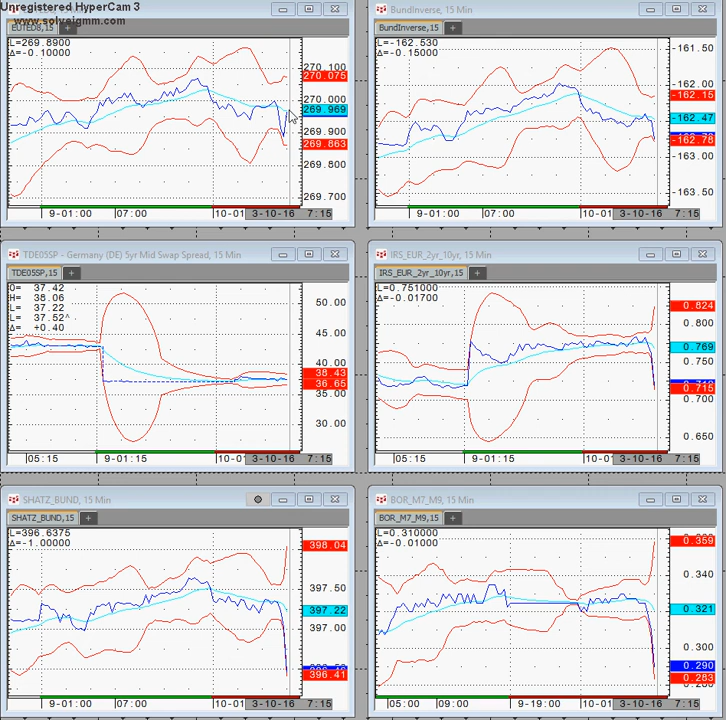 Unregistered HyperCam 3
www.solveigmm.com
EUTED8,15 +
L=269.8900
Δ=-0.10000
270.100
270.075
270.000
269.969
269.900
269.863
269.800
269.700
9-01:00 07:00 10-01 3-10-16 7:15
BundInverse, 15 Min
BundInverse,15 +
L=-162.530
Δ=-0.15000
-161.50
-162.00
-162.15
-162.47
-162.78
-163.00
-163.50
9-01:00 07:00 10-01 3-10-16 7:15
TDE05SP - Germany (DE) 5yr Mid Swap Spread, 15 Min
TDE05SP,15 +
O= 37.42
H= 38.06
L= 37.22
L= 37.52^
Δ= +0.40
50.00
45.00
40.00
38.43
36.65
35.00
30.00
05:15 9-01:15 10-0 3-10-16 7:15
IRS_EUR_2yr_10yr, 15 Min
IRS_EUR_2yr_10yr,15 +
L=0.751000
Δ=-0.01700
0.824
0.800
0.769
0.750
0.715
0.700
0.650
05:15 9-01:15 10-01 3-10-16 7:15
SHATZ_BUND, 15 Min
SHATZ_BUND,15 +
L=396.6375
Δ=-1.00000
398.04
397.50
397.22
397.00
396.41
9-01:15 07:15 10-01 3-10-16 7:15
BOR_M7_M9, 15 Min
BOR_M7_M9,15 +
L=0.310000
Δ=-0.01000
0.359
0.340
0.321
0.300
0.290
0.283
05:00 09:00 9-19:00 10-01 3-10-16 7:15